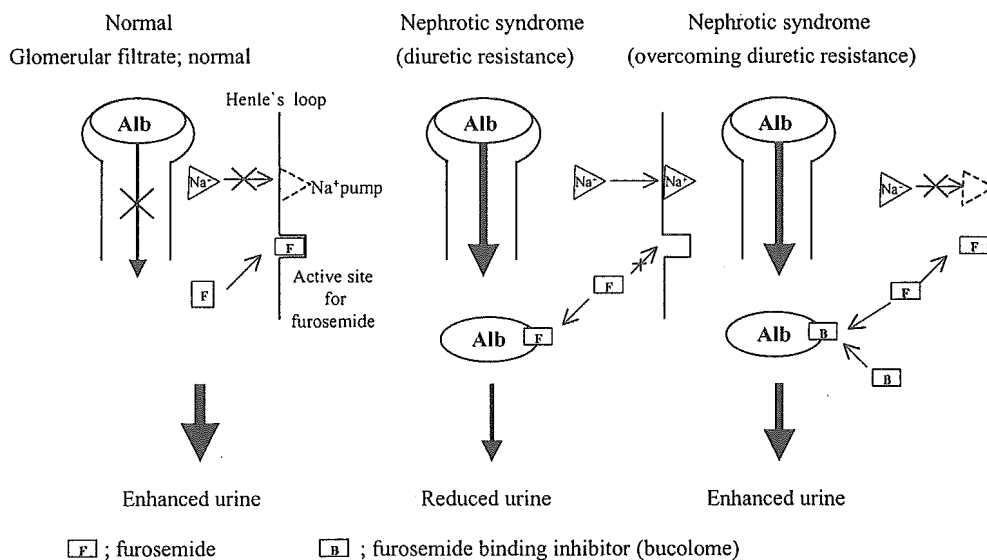 Normal
Glomerular filtrate; normal
Henle's loop
Alb
Na-
Na+ pump
F
F
Active site
for
furosemide
Enhanced urine
Nephrotic syndrome
(diuretic resistance)
Alb
Na-
Na+
F
Alb
F
Reduced urine
Nephrotic syndrome
(overcoming diuretic resistance)
Alb
Na-
F
F
Alb
B
B
Enhanced urine
F ; furosemide
B ; furosemide binding inhibitor (bucolome)